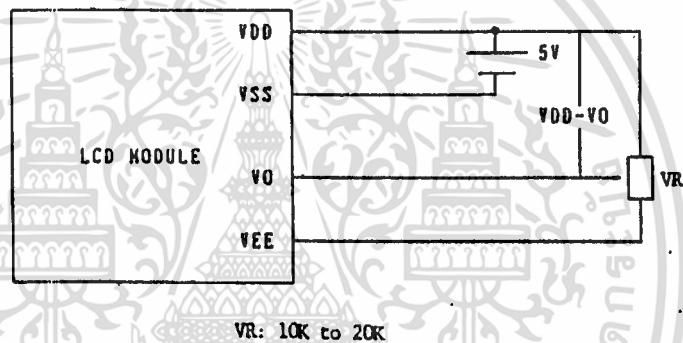 VDD
5V
VSS
VDD-VO
LCD MODULE
VO
VR
VEE
VR: 10K to 20K